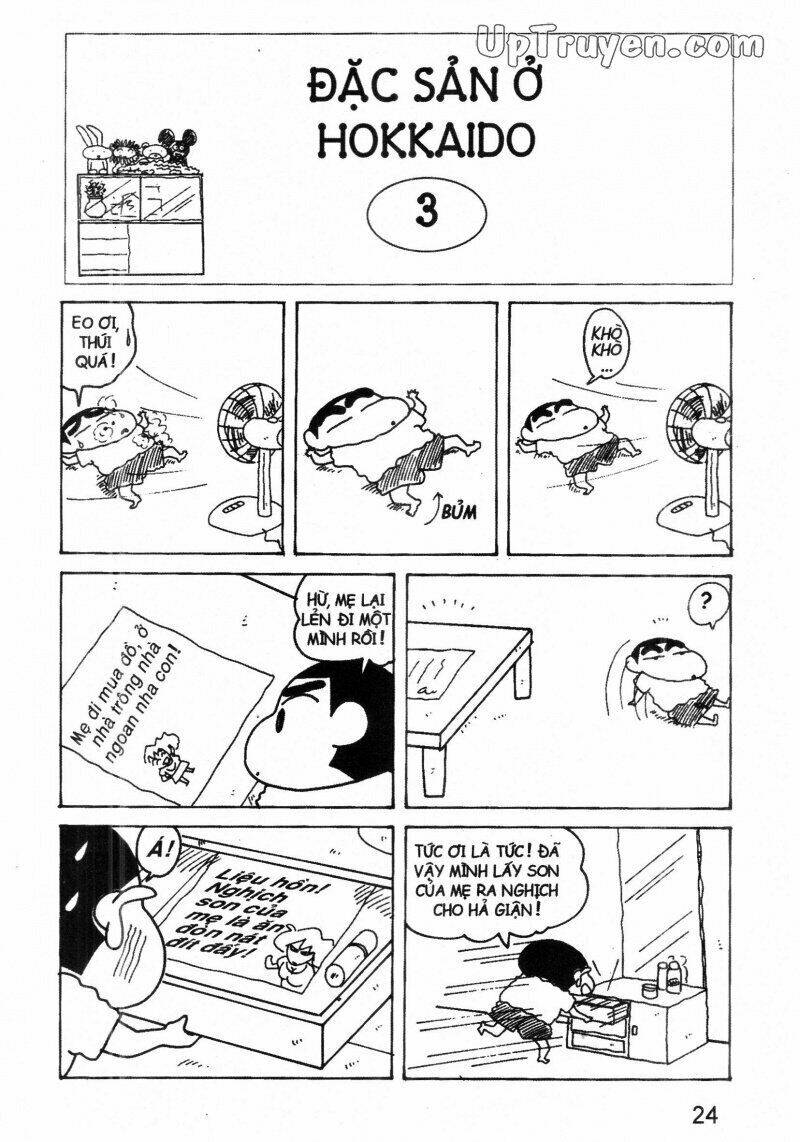 UpTruyen.com
ĐẶC SẢN Ở
HOKKAIDO
3
KHÒ
KHÒ
...
BỦM
EO ƠI,
THÚI
QUÁ!
?
HỪ, MẸ LẠI
LẺN ĐI MỘT
MÌNH RỒI!
Mẹ đi mua đồ, ở
nhà trông nhà
ngoan nha con!
TỨC ƠI LÀ TỨC! ĐÃ
VẬY MÌNH LẤY SON
CỦA MẸ RA NGHỊCH
CHO HẢ GIẬN!
Á!
Liệu hồn!
Nghịch
son của
mẹ là ăn
đòn nát
đít đấy!
24